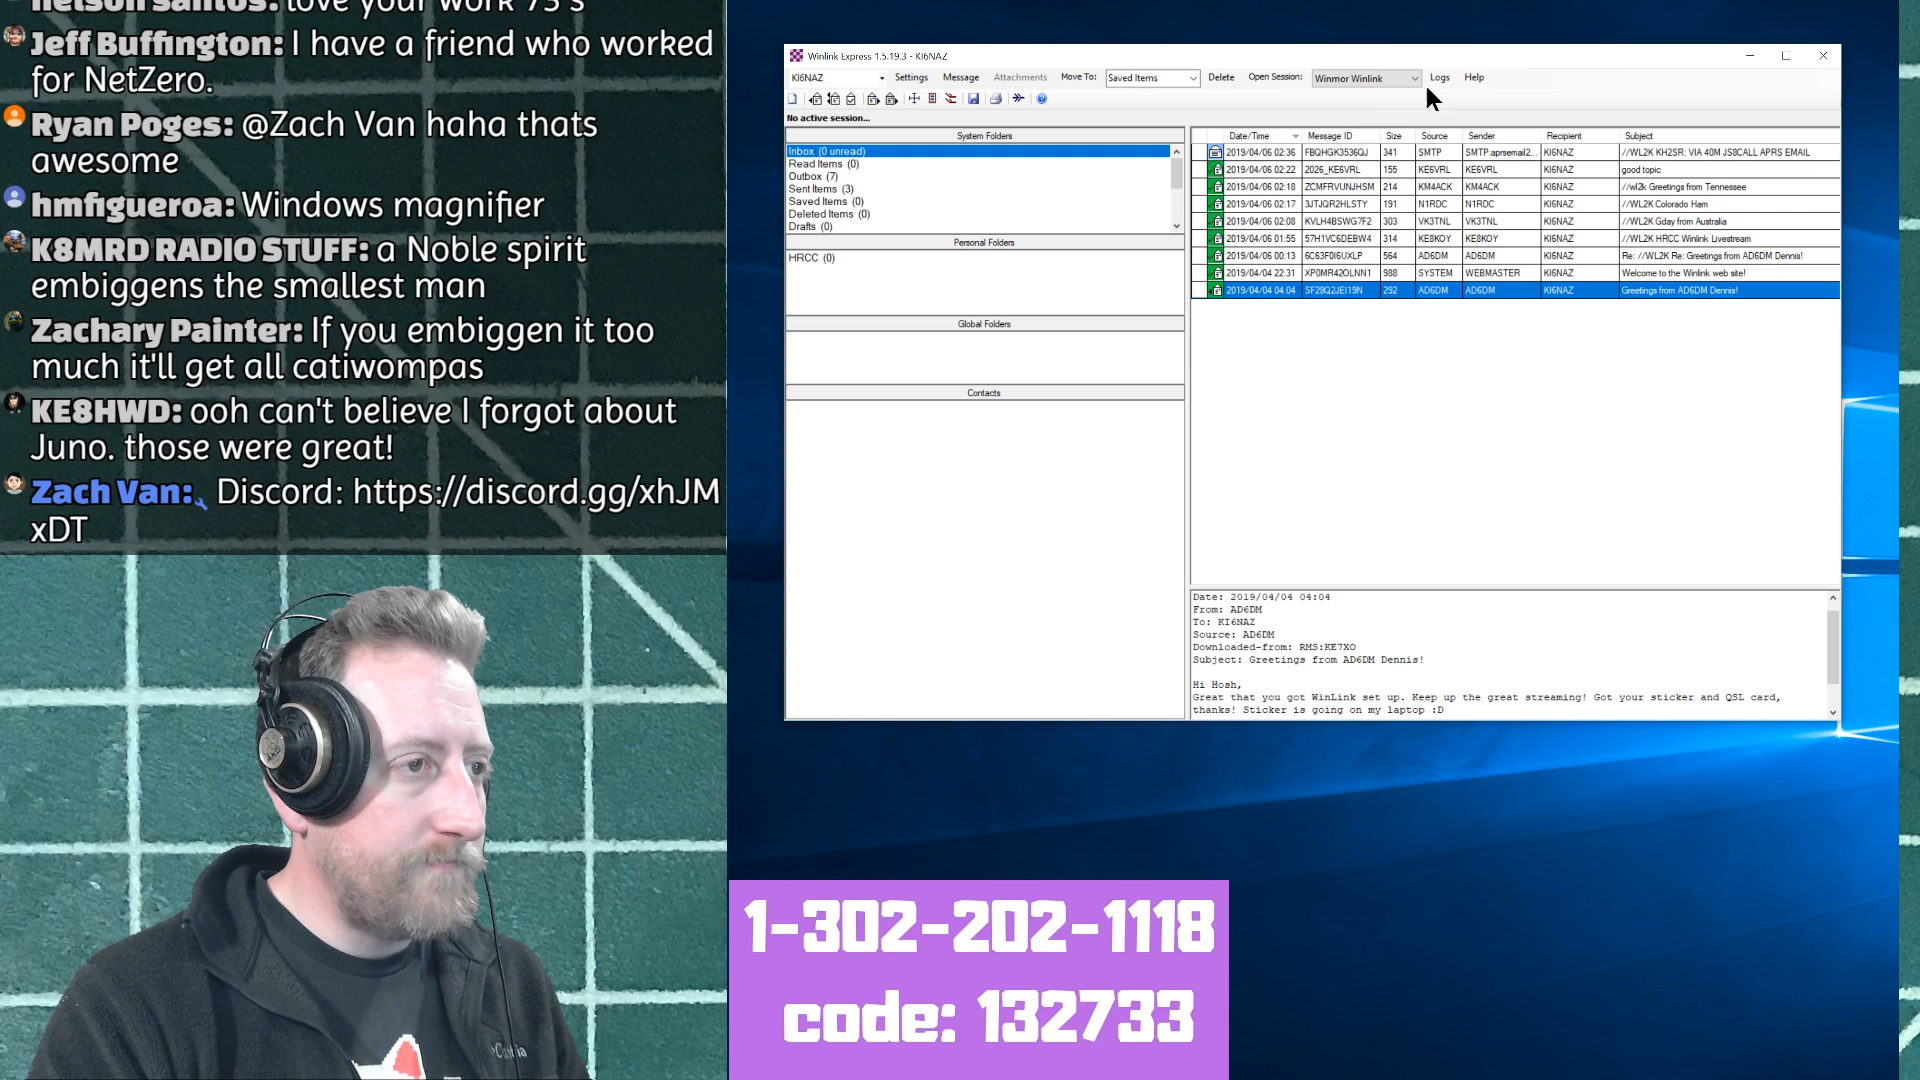 nelson santos: love your work 73's
Jeff Buffington: I have a friend who worked
for NetZero.
Ryan Poges: @Zach Van haha thats
awesome
hmfigueroa: Windows magnifier
K8MRD RADIO STUFF: a Noble spirit
embiggens the smallest man
Zachary Painter: If you embiggen it too
much it'll get all catiwompas
KE8HWD: ooh can't believe I forgot about
Juno. those were great!
Zach Van: Discord: https://discord.gg/xhJM
xDT
Winlink Express 1.5.19.3 - KI6NAZ
KI6NAZ Settings Message Attachments Move To: Saved Items Delete Open Session: Winmor Winlink Logs Help
No active session...
System Folders
Inbox (0 unread)
Read Items (0)
Outbox (7)
Sent Items (3)
Saved Items (0)
Deleted Items (0)
Drafts (0)
Personal Folders
HRCC (0)
Global Folders
Contacts
Date/Time Message ID Size Source Sender Recipient Subject
2019/04/06 02:36 FBQHGK3536QJ 341 SMTP SMTP:aprsemail2... KI6NAZ //WL2K KH2SR: VIA 40M JS8CALL APRS EMAIL
2019/04/06 02:22 2026_KE6VRL 155 KE6VRL KE6VRL KI6NAZ good topic
2019/04/06 02:18 ZCMFRVUNJHSM 214 KM4ACK KM4ACK KI6NAZ //wl2k Greetings from Tennessee
2019/04/06 02:17 3JTJQR2HLSTY 191 N1RDC N1RDC KI6NAZ //WL2K Colorado Ham
2019/04/06 02:08 KVLH4BSWG7F2 303 VK3TNL VK3TNL KI6NAZ //WL2K Gday from Australia
2019/04/06 01:55 57H1VC6DEBW4 314 KE8KOY KE8KOY KI6NAZ //WL2K HRCC Winlink Livestream
2019/04/06 00:13 6C63F0I6UXLP 564 AD6DM AD6DM KI6NAZ Re: //WL2K Re: Greetings from AD6DM Dennis!
2019/04/04 22:31 XP0MR42OLNN1 988 SYSTEM WEBMASTER KI6NAZ Welcome to the Winlink web site!
2019/04/04 04:04 SF28Q2JEI19N 292 AD6DM AD6DM KI6NAZ Greetings from AD6DM Dennis!
Date: 2019/04/04 04:04
From: AD6DM
To: KI6NAZ
Source: AD6DM
Downloaded-from: RMS:KE7XO
Subject: Greetings from AD6DM Dennis!
Hi Hosh,
Great that you got WinLink set up. Keep up the great streaming! Got your sticker and QSL card,
thanks! Sticker is going on my laptop :D
1-302-202-1118
code: 132733
AKG